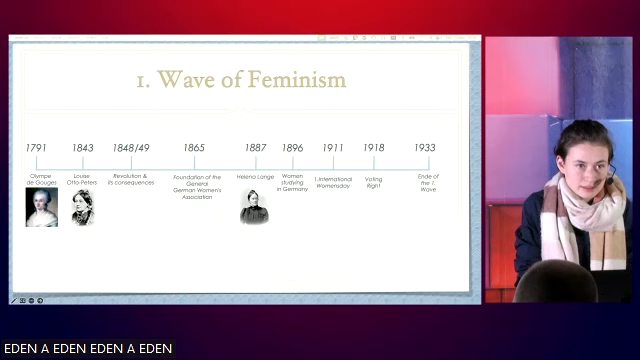 1. Wave of Feminism
1791
1843
1848/49
1865
1887
1896
1911
1918
1933
Olympe
de Gouges
Louise
Otto-Peters
Revolution &
its consequences
Foundation of the
General
German Women's
Association
Helena Lange
Women
studying
in Germany
1.International
Womensday
Voting
Right
Ende of
the 1.
Wave
EDEN A EDEN EDEN A EDEN